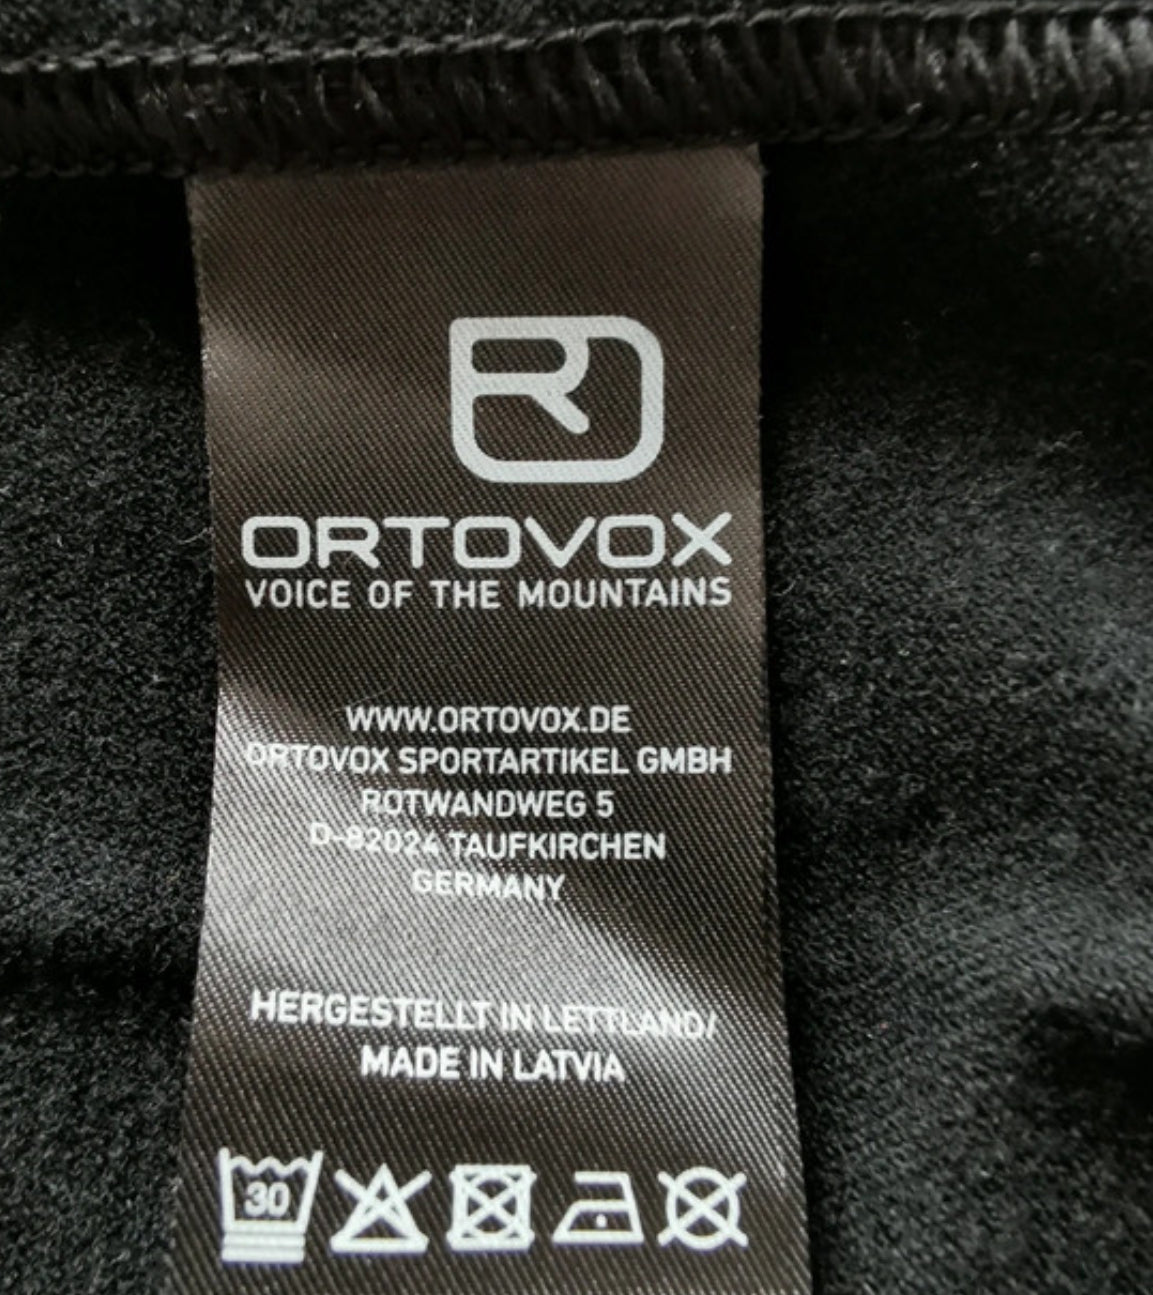 ORTOVOX
VOICE OF THE MOUNTAINS
WWW.ORTOVOX.DE
ORTOVOX SPORTARTIKEL GMBH
ROTWANDWEG 5
D-82024 TAUFKIRCHEN
GERMANY
HERGESTELLT IN LETTLAND/
MADE IN LATVIA
30